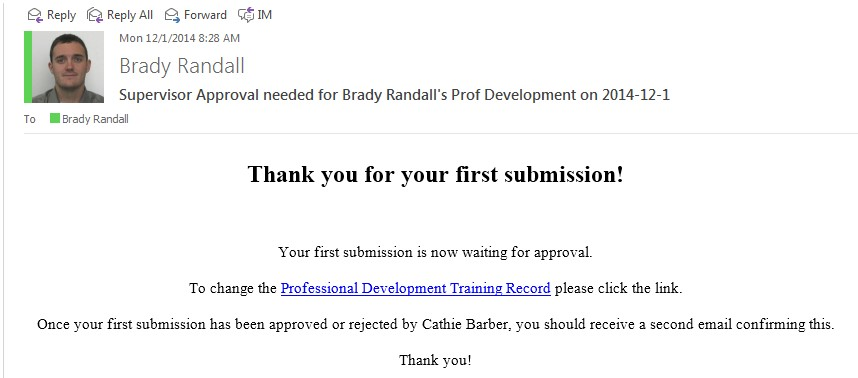 Reply Reply All Forward IM
Mon 12/1/2014 8:28 AM
Brady Randall
Supervisor Approval needed for Brady Randall's Prof Development on 2014-12-1
To Brady Randall
Thank you for your first submission!
Your first submission is now waiting for approval.
To change the Professional Development Training Record please click the link.
Once your first submission has been approved or rejected by Cathie Barber, you should receive a second email confirming this.
Thank you!